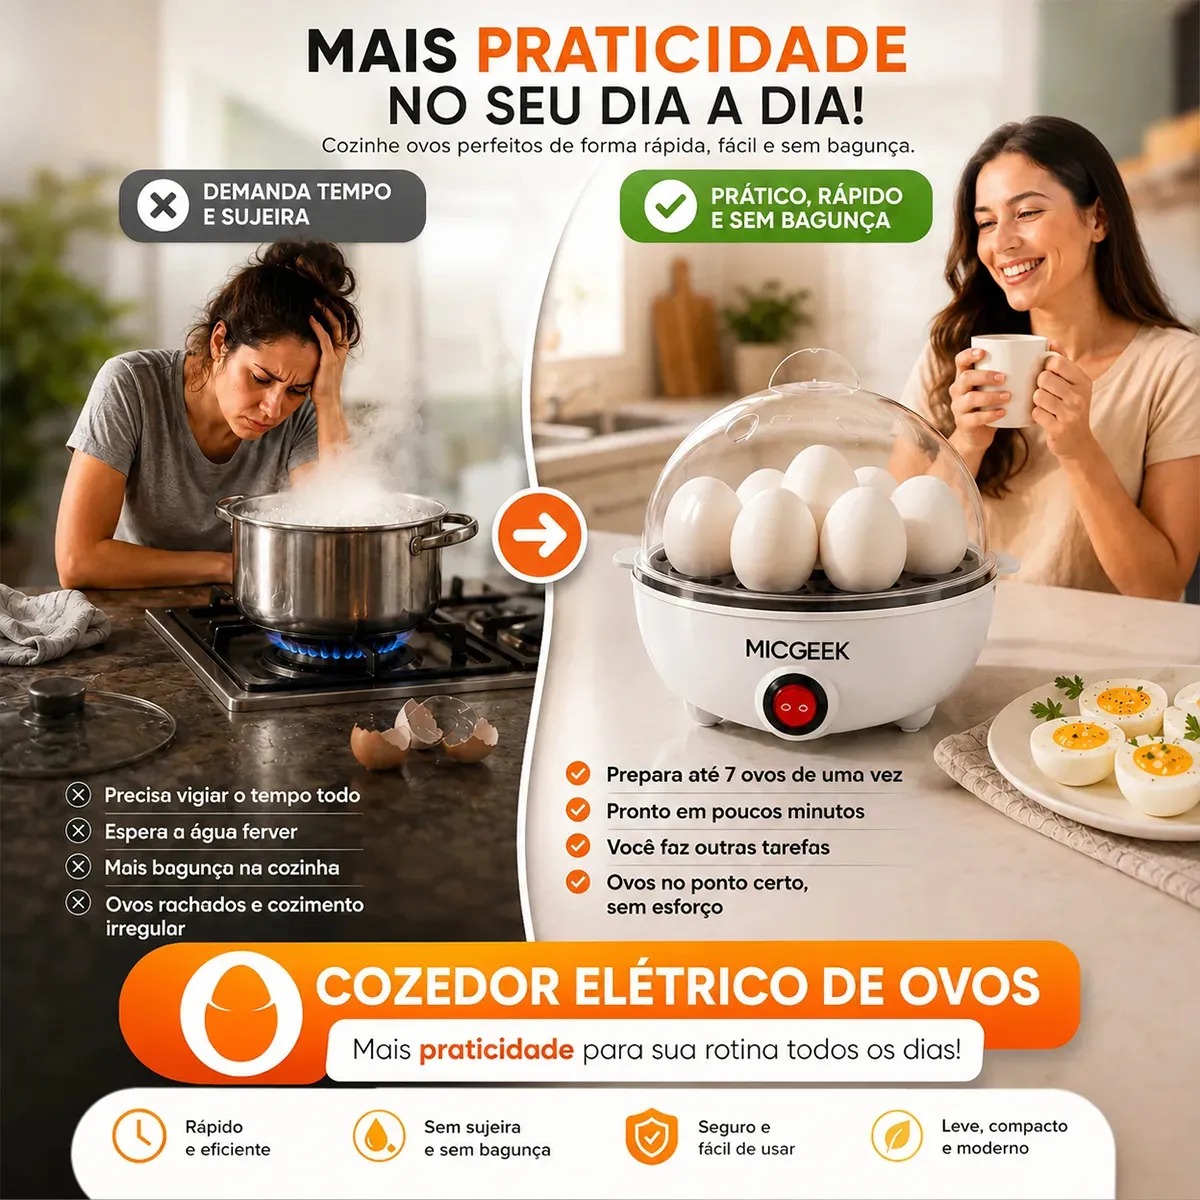 MAIS PRATICIDADE
NO SEU DIA A DIA!
Cozinhe ovos perfeitos de forma rápida, fácil e sem bagunça.
DEMANDA TEMPO
E SUJEIRA
PRÁTICO, RÁPIDO
E SEM BAGUNÇA
MICGEEK
Precisa vigiar o tempo todo
Espera a água ferver
Mais bagunça na cozinha
Ovos rachados e cozimento
irregular
Prepara até 7 ovos de uma vez
Pronto em poucos minutos
Você faz outras tarefas
Ovos no ponto certo,
sem esforço
COZEDOR ELÉTRICO DE OVOS
Mais praticidade para sua rotina todos os dias!
Rápido
e eficiente
Sem sujeira
e sem bagunça
Seguro e
fácil de usar
Leve, compacto
e moderno